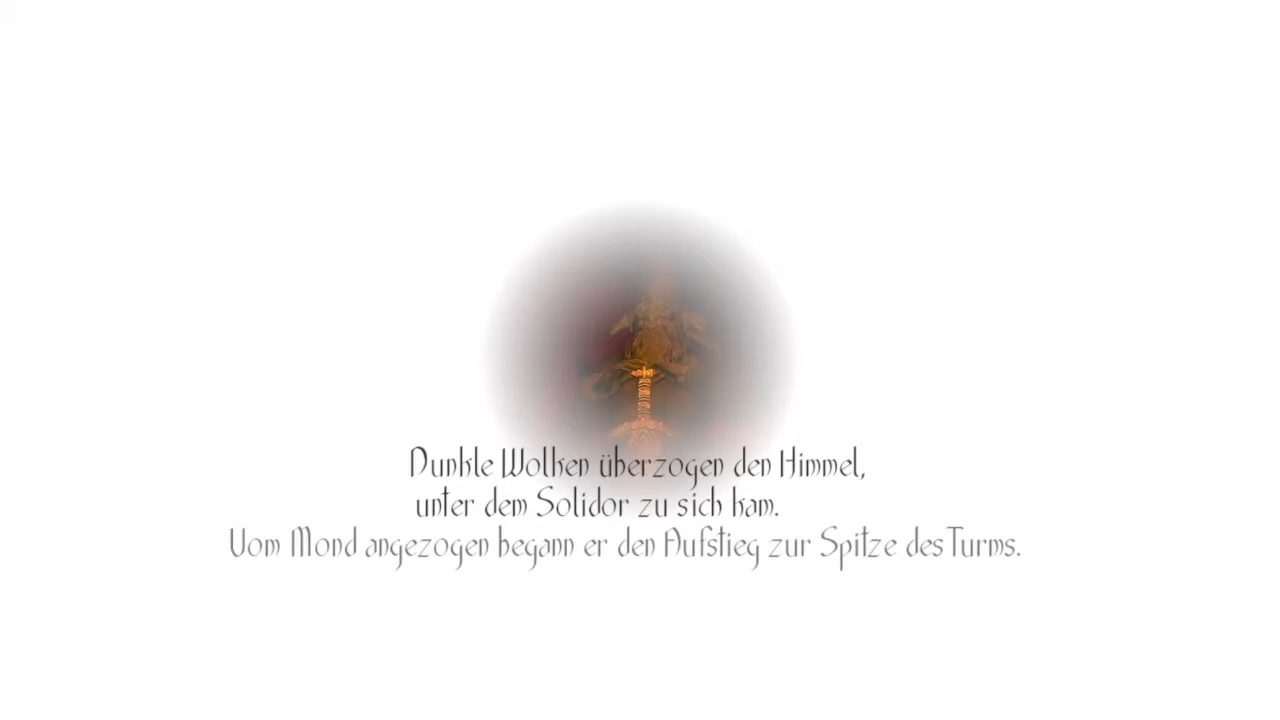 Dunkle Wolken überzogen den Himmel,
unter dem Solidor zu sich kam.
Vom Mond angezogen begann er den Aufstieg zur Spitze des Turms.